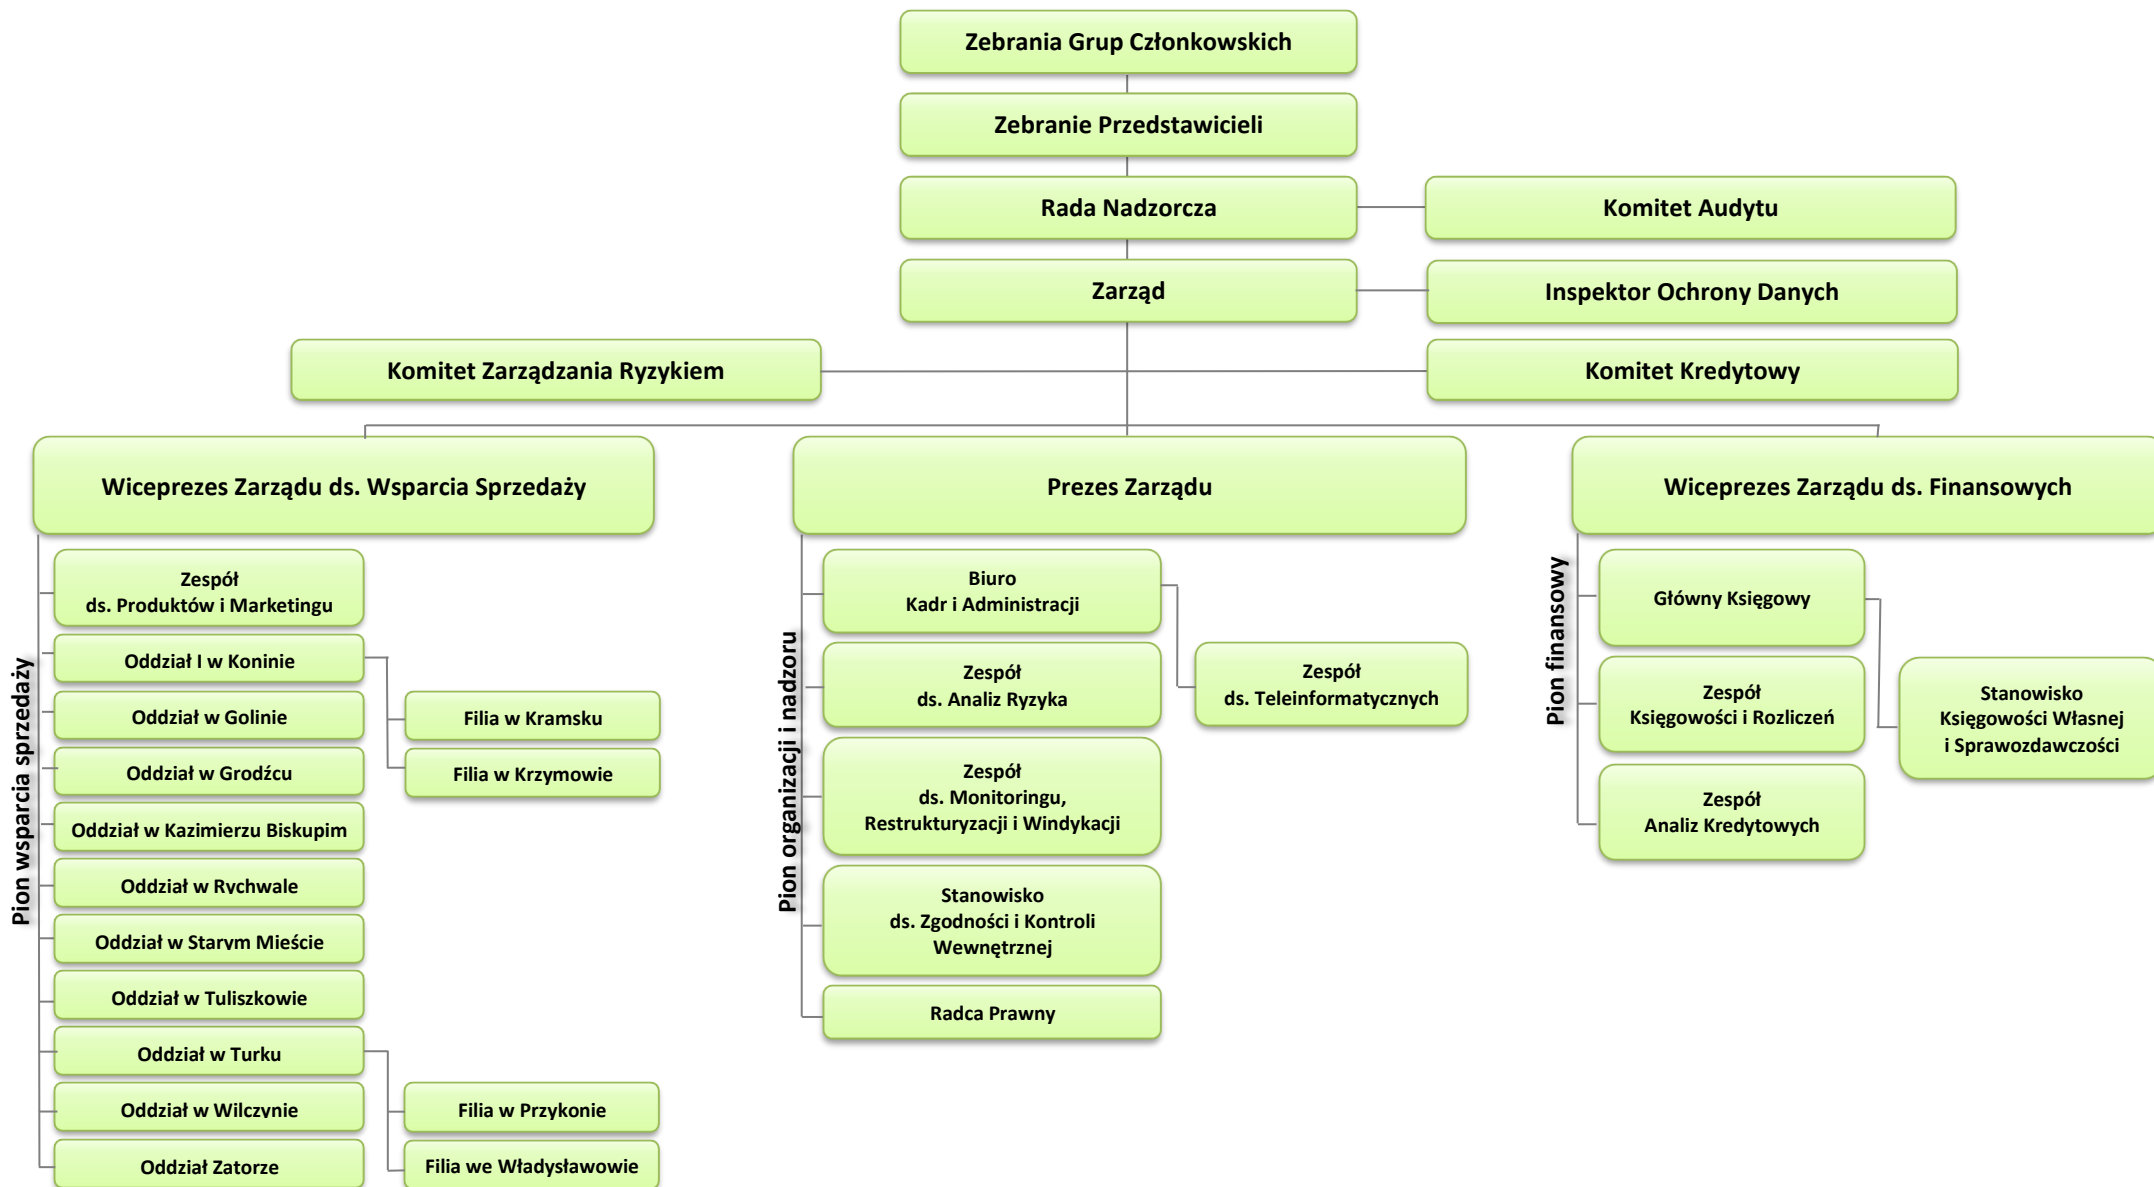 Zebrania Grup Członkowskich
Zebranie Przedstawicieli
Rada Nadzorcza
Komitet Audytu
Zarząd
Inspektor Ochrony Danych
Komitet Zarządzania Ryzykiem
Komitet Kredytowy
Wiceprezes Zarządu ds. Wsparcia Sprzedaży
Prezes Zarządu
Wiceprezes Zarządu ds. Finansowych
Pion wsparcia sprzedaży
Zespół
ds. Produktów i Marketingu
Oddział I w Koninie
Oddział w Golinie
Oddział w Grodźcu
Oddział w Kazimierzu Biskupim
Oddział w Rychwale
Oddział w Starym Mieście
Oddział w Tuliszkowie
Oddział w Turku
Oddział w Wilczynie
Oddział Zatorze
Filia w Kramsku
Filia w Krzymowie
Filia w Przykonie
Filia we Władysławowie
Pion organizacji i nadzoru
Biuro
Kadr i Administracji
Zespół
ds. Analiz Ryzyka
Zespół
ds. Monitoringu,
Restrukturyzacji i Windykacji
Stanowisko
ds. Zgodności i Kontroli
Wewnętrznej
Radca Prawny
Zespół
ds. Teleinformatycznych
Pion finansowy
Główny Księgowy
Zespół
Księgowości i Rozliczeń
Zespół
Analiz Kredytowych
Stanowisko
Księgowości Własnej
i Sprawozdawczości